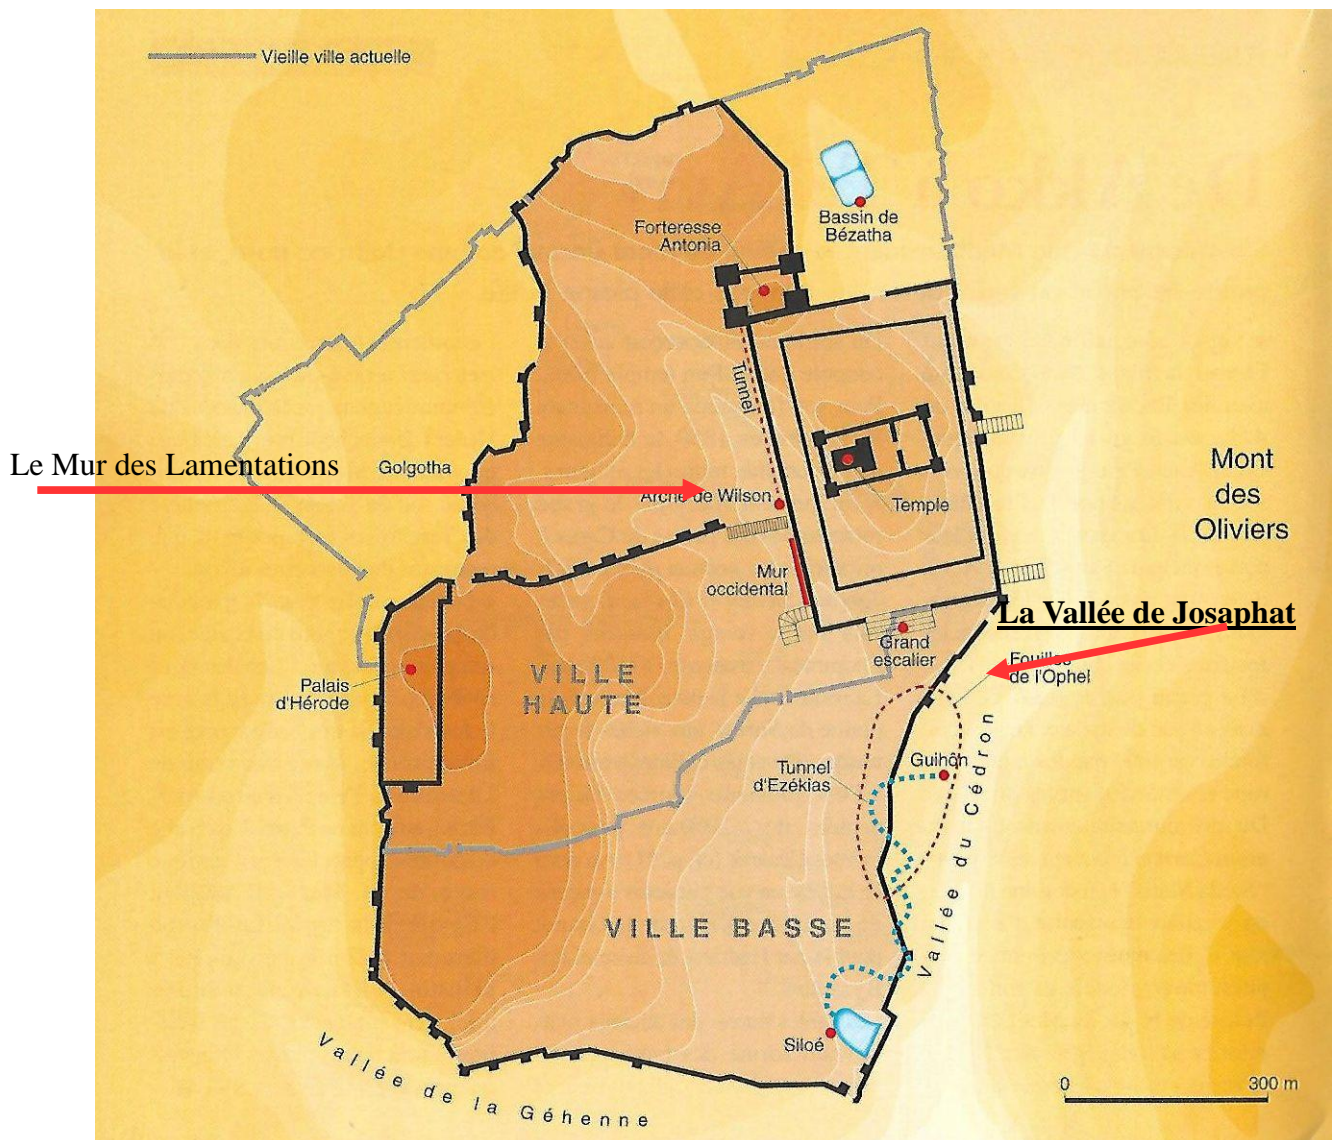 Vieille ville actuelle
Bassin de
Bézatha
Forteresse
Antonia
Tunnel
Le Mur des Lamentations
Golgotha
Arche de Wilson
Temple
Mont
des
Oliviers
Mur
occidental
La Vallée de Josaphat
Grand
escalier
Fouilles
de l'Ophel
Palais
d'Hérode
VILLE
HAUTE
Tunnel
d'Ezékias
Guihôn
Vallée du Cédron
VILLE BASSE
Siloé
Vallée de la Géhenne
0 300 m